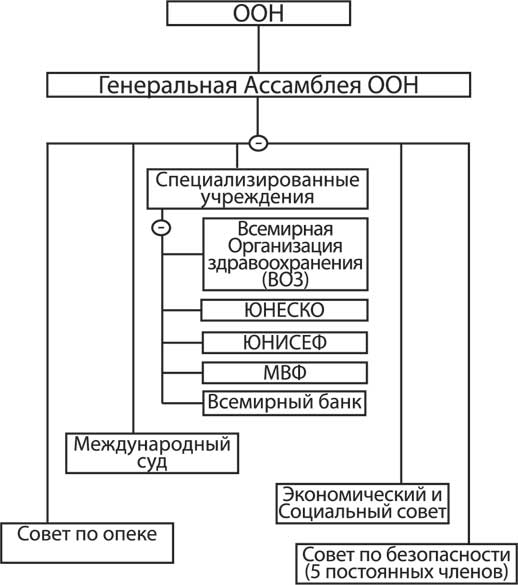 ООН
Генеральная Ассамблея ООН
Специализированные
учреждения
Всемирная
Организация
здравоохранения
(ВОЗ)
ЮНЕСКО
ЮНИСЕФ
МВФ
Всемирный банк
Международный
суд
Экономический и
Социальный совет
Совет по опеке
Совет по безопасности
(5 постоянных членов)